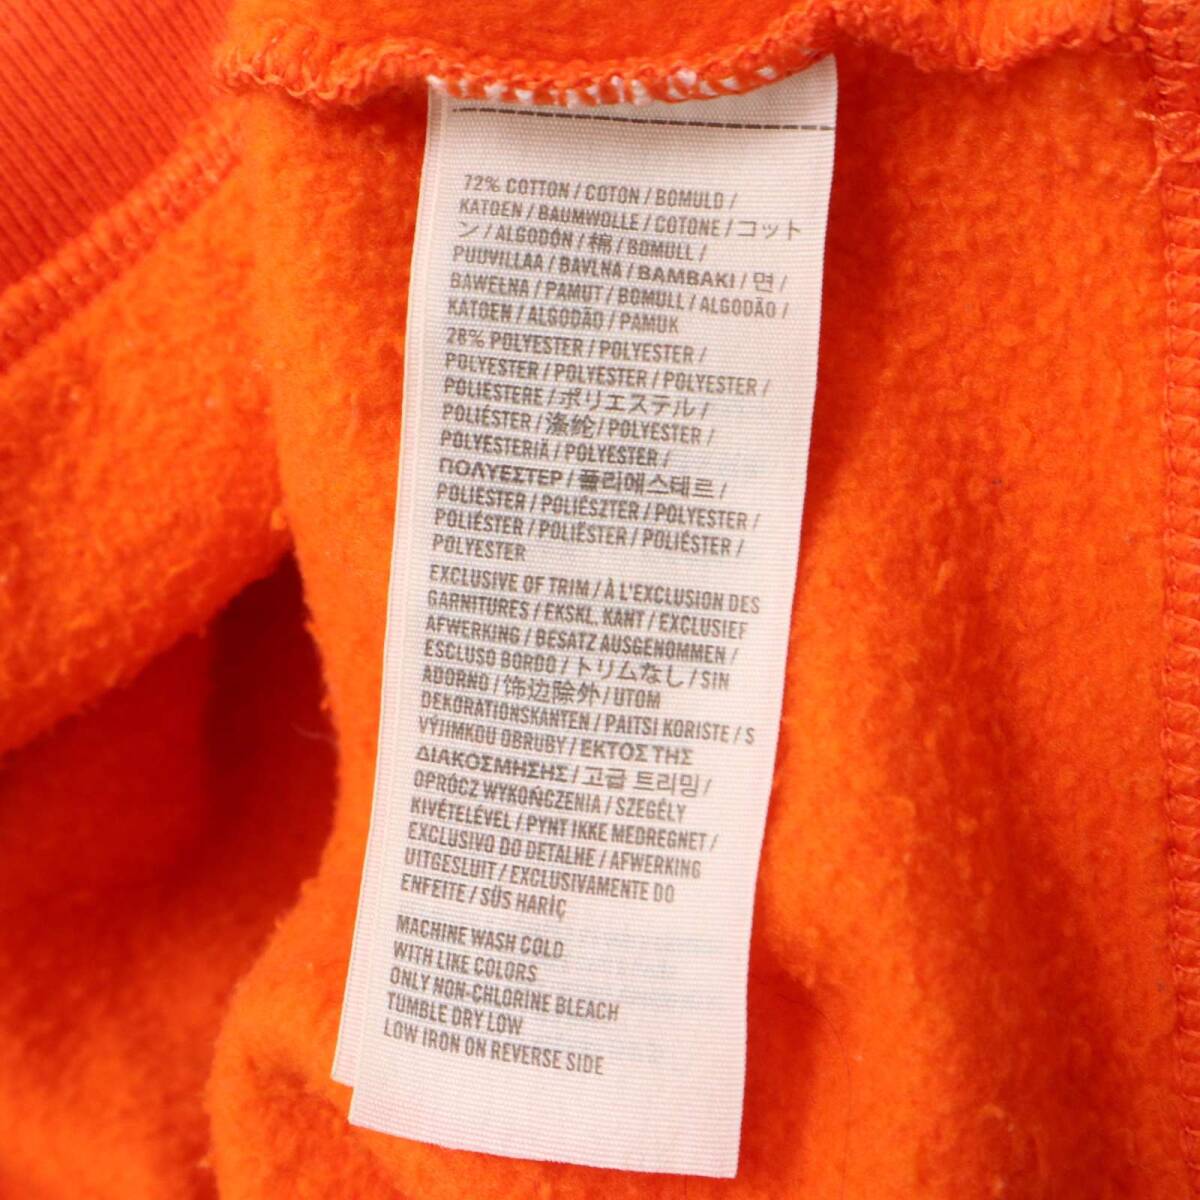 72% COTTON / COTON / BOMULD /
KATOEN / BAUMWOLLE / COTONE / コット
ン / ALGODÓN / 棉 / BOMULL /
PUUVILLAA / BAVLNA / BAMBAKI / 면 /
BAWEŁNA / PAMUT / BOMULL / ALGODÃO /
KATOEN / ALGODÃO / PAMUK
28% POLYESTER / POLYESTER /
POLYESTER / POLYESTER / POLYESTER /
POLIESTERE / ポリエステル /
POLIÉSTER / 涤纶 / POLYESTER /
POLYESTERIÄ / POLYESTER /
ΠΟΛΥΕΣΤΕΡ / 폴리에스테르 /
POLIESTER / POLIÉSZTER / POLYESTER /
POLIÉSTER / POLIËSTER / POLIÉSTER /
POLYESTER
EXCLUSIVE OF TRIM / À L'EXCLUSION DES
GARNITURES / EKSKL. KANT / EXCLUSIEF
AFWERKING / BESATZ AUSGENOMMEN /
ESCLUSO BORDO / トリムなし / SIN
ADORNO / 饰边除外 / UTOM
DEKORATIONSKANTEN / PAITSI KORISTE / S
VÝJIMKOU OBRUBY / ΕΚΤΟΣ ΤΗΣ
ΔΙΑΚΟΣΜΗΣΗΣ / 고급 트리밍 /
OPRÓCZ WYKOŃCZENIA / SZEGÉLY
KIVÉTELÉVEL / PYNT IKKE MEDREGNET /
EXCLUSIVO DO DETALHE / AFWERKING
UITGESLUIT / EXCLUSIVAMENTE DO
ENFEITE / SÜS HARİÇ
MACHINE WASH COLD
WITH LIKE COLORS
ONLY NON-CHLORINE BLEACH
TUMBLE DRY LOW
LOW IRON ON REVERSE SIDE